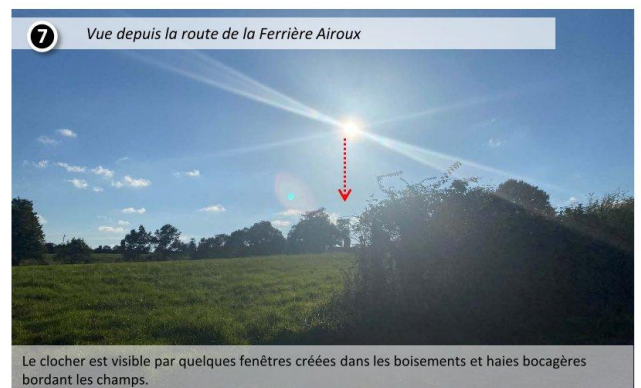 7
Vue depuis la route de la Ferrière Airoux
Le clocher est visible par quelques fenêtres créées dans les boisements et haies bocagères
bordant les champs.